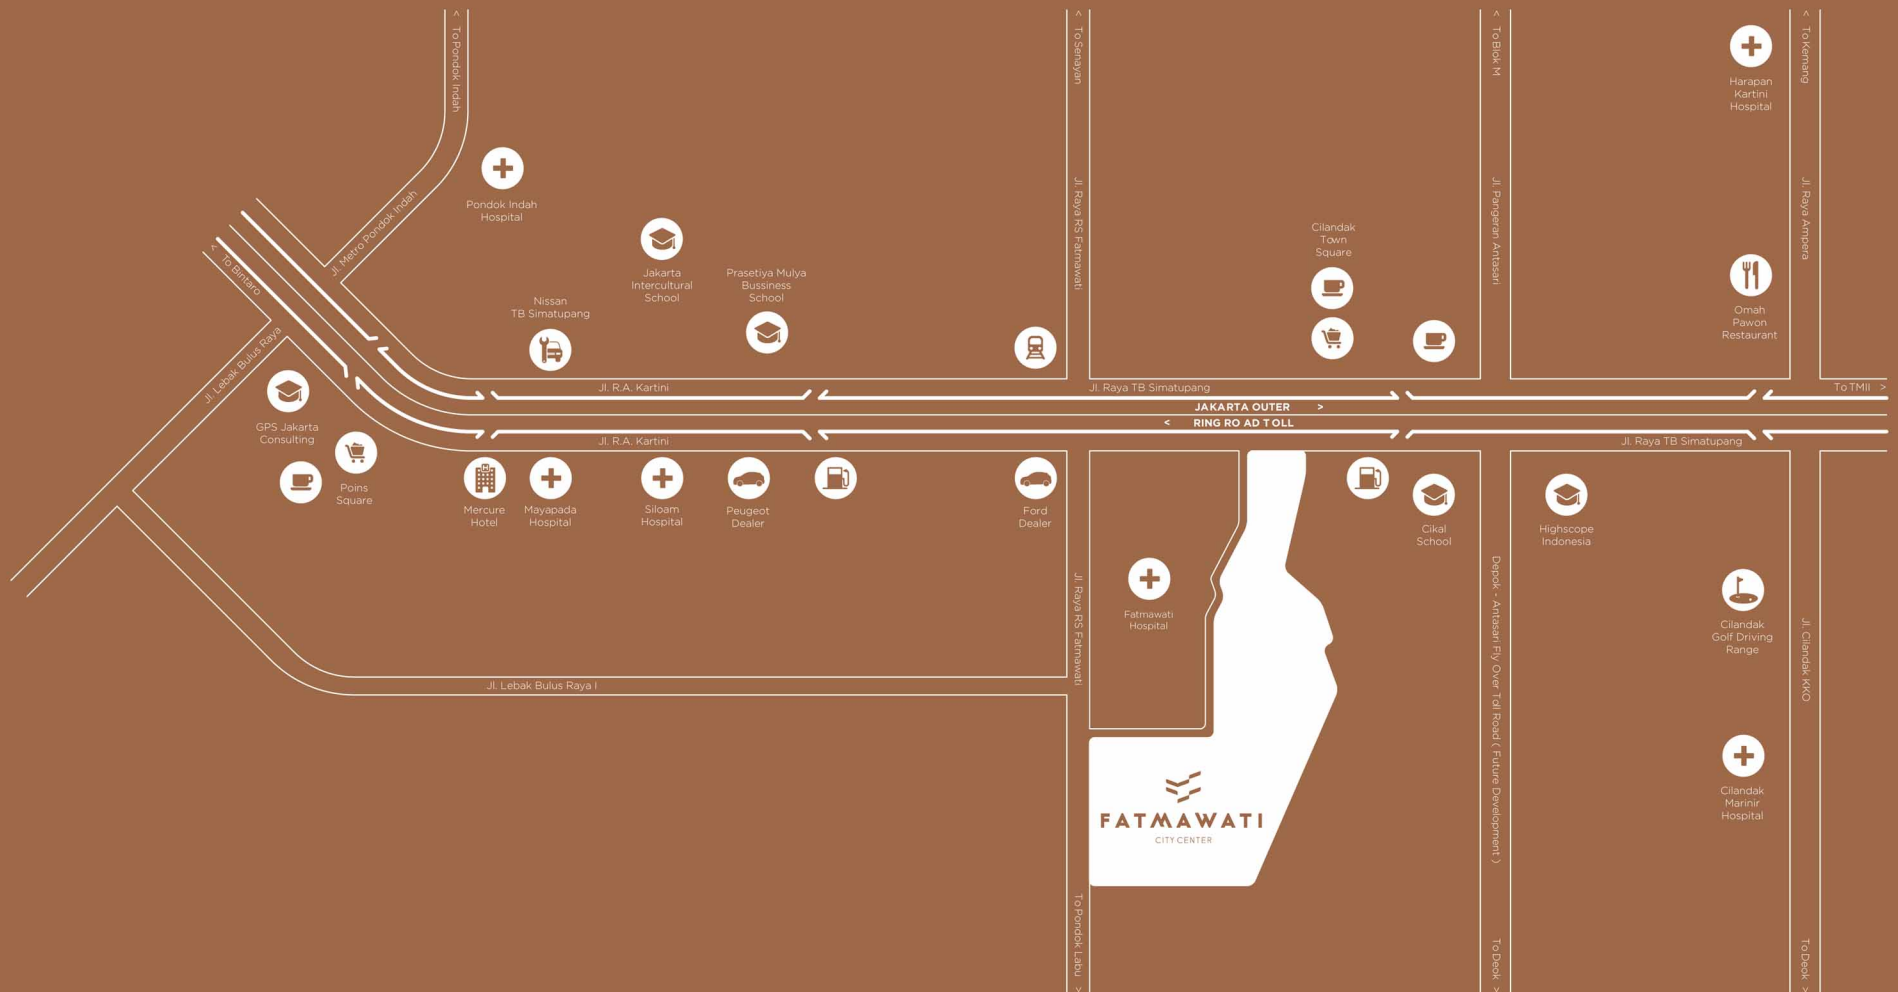 < To Pondok Indah
< To Senayan
< To Blok M
< To Kemang
Harapan
Kartini
Hospital
Jl. Metro Pondok Indah
Pondok Indah
Hospital
Jl. Raya RS Fatmawati
Jl. Pangeran Antasari
Jl. Raya Ampera
< To Bintaro
Jakarta
Intercultural
School
Prasetiya Mulya
Bussiness
School
Nissan
TB Simatupang
Cilandak
Town
Square
Omah
Pawon
Restaurant
Jl. Lebak Bulus Raya
Jl. R.A. Kartini
Jl. Raya TB Simatupang
To TMII >
JAKARTA OUTER >
< RING RO AD T OLL
Jl. R.A. Kartini
Jl. Raya TB Simatupang
GPS Jakarta
Consulting
Poins
Square
H
Mercure
Hotel
Mayapada
Hospital
Siloam
Hospital
Peugeot
Dealer
Ford
Dealer
Cikal
School
Highscope
Indonesia
Fatmawati
Hospital
Jl. Raya RS Fatmawati
Depok - Antasari Fly Over Toll Road ( Future Development )
Cilandak
Golf Driving
Range
Jl. Cilandak KKO
Jl. Lebak Bulus Raya I
Cilandak
Marinir
Hospital
FATMAWATI
CITY CENTER
To Pondok Labu >
To Deok >
To Deok >